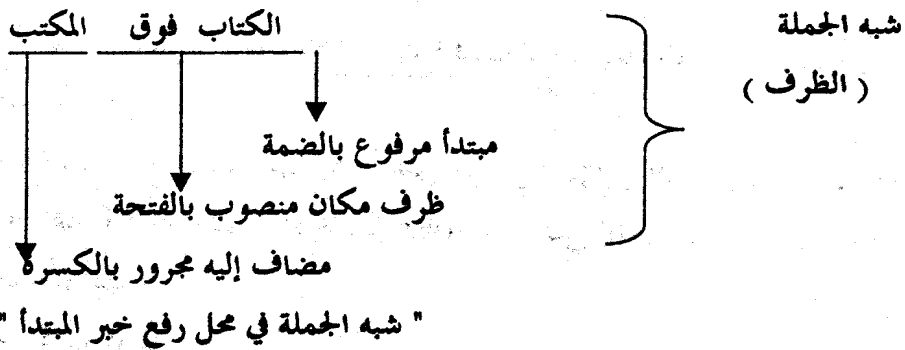 شبه الجملة
( الظرف )
الكتاب فوق المكتب
مبتدأ مرفوع بالضمة
ظرف مكان منصوب بالفتحة
مضاف إليه مجرور بالكسرة
" شبه الجملة في محل رفع خبر المبتدأ "